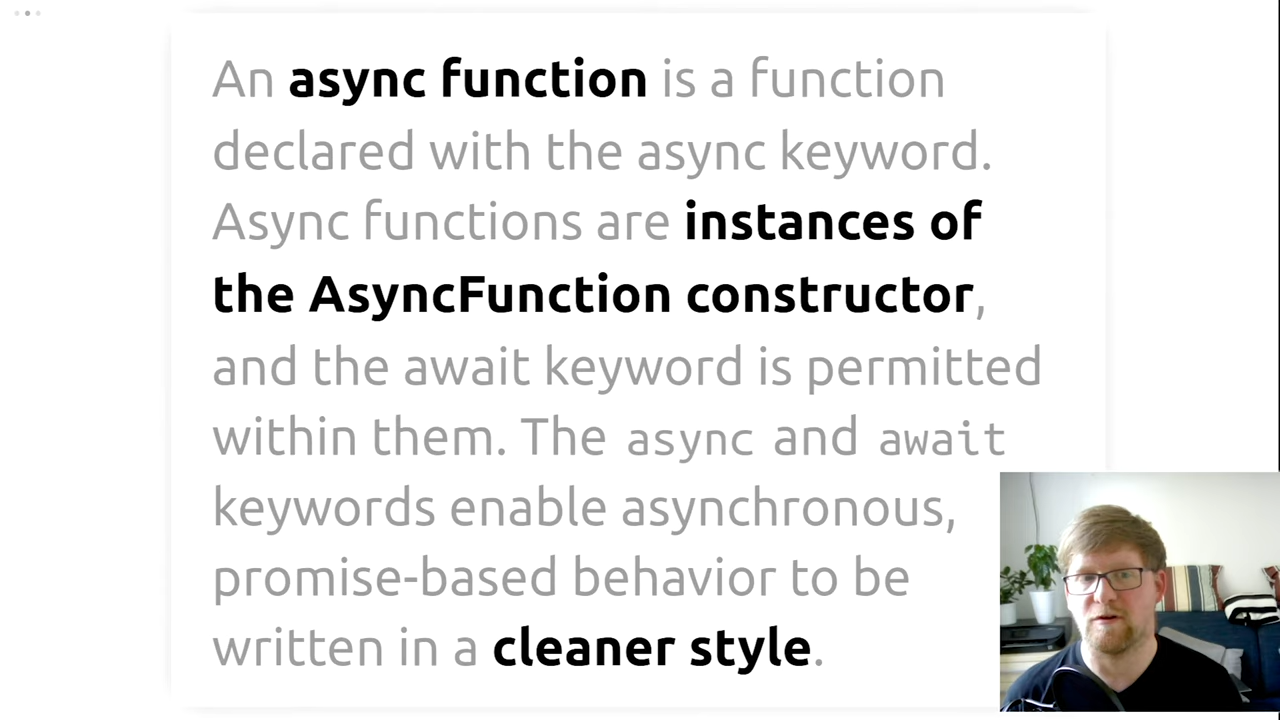 An async function is a function
declared with the async keyword.
Async functions are instances of
the AsyncFunction constructor,
and the await keyword is permitted
within them. The async and await
keywords enable asynchronous,
promise-based behavior to be
written in a cleaner style.